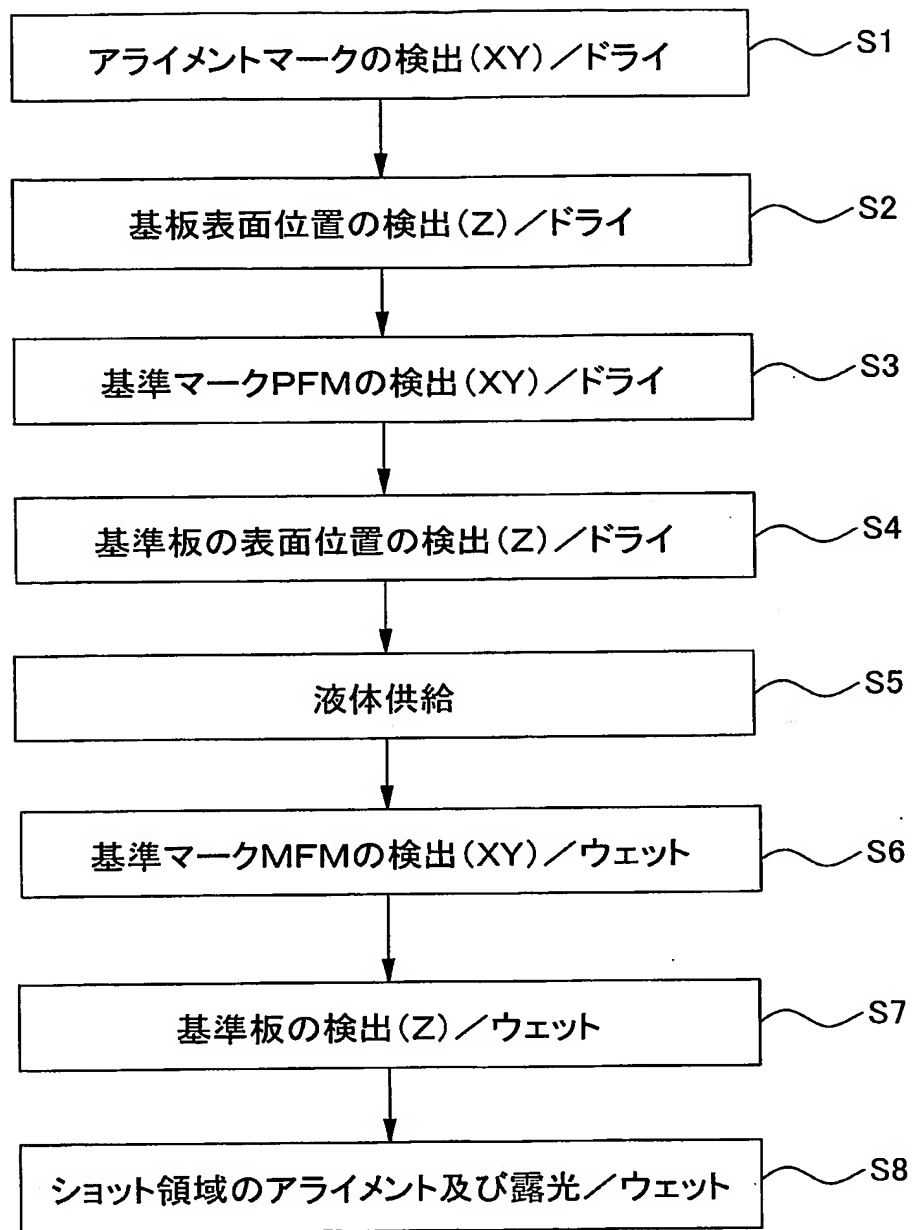 アライメントマークの検出(XY)／ドライ
S1
基板表面位置の検出(Z)／ドライ
S2
基準マークPFMの検出(XY)／ドライ
S3
基準板の表面位置の検出(Z)／ドライ
S4
液体供給
S5
基準マークMFMの検出(XY)／ウェット
S6
基準板の検出(Z)／ウェット
S7
ショット領域のアライメント及び露光／ウェット
S8